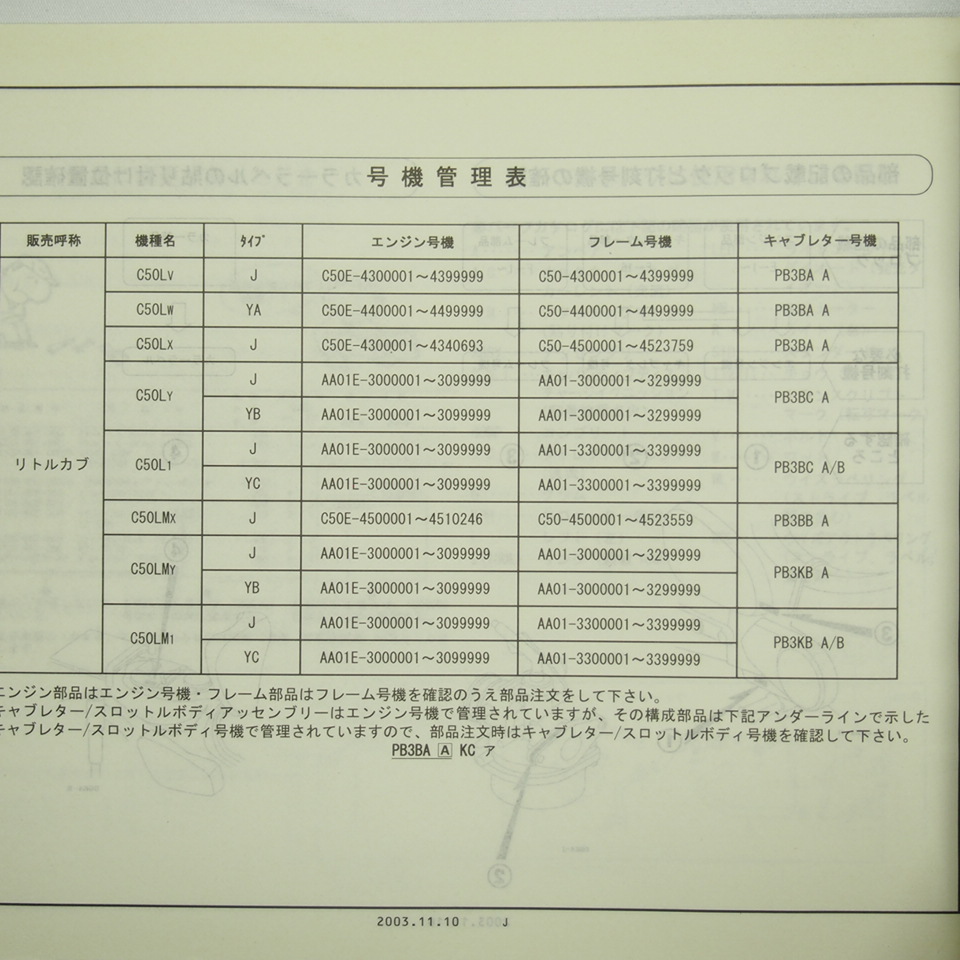 号機管理表
販売呼称 機種名 ﾀｲﾌﾟ エンジン号機 フレーム号機 キャブレター号機
リトルカブ
C50LV J C50E-4300001～4399999 C50-4300001～4399999 PB3BA A
C50LW YA C50E-4400001～4499999 C50-4400001～4499999 PB3BA A
C50LX J C50E-4300001～4340693 C50-4500001～4523759 PB3BA A
C50LY J AA01E-3000001～3099999 AA01-3000001～3299999 PB3BC A
YB AA01E-3000001～3099999 AA01-3000001～3299999
C50L1 J AA01E-3000001～3099999 AA01-3300001～3399999 PB3BC A/B
YC AA01E-3000001～3099999 AA01-3300001～3399999
C50LMX J C50E-4500001～4510246 C50-4500001～4523559 PB3BB A
C50LMY J AA01E-3000001～3099999 AA01-3000001～3299999 PB3KB A
YB AA01E-3000001～3099999 AA01-3000001～3299999
C50LM1 J AA01E-3000001～3099999 AA01-3300001～3399999 PB3KB A/B
YC AA01E-3000001～3099999 AA01-3300001～3399999
エンジン部品はエンジン号機・フレーム部品はフレーム号機を確認のうえ部品注文をして下さい。
キャブレター/スロットルボディアッセンブリーはエンジン号機で管理されていますが、その構成部品は下記アンダーラインで示した
キャブレター/スロットルボディ号機で管理されていますので、部品注文時はキャブレター/スロットルボディ号機を確認して下さい。
PB3BA A KC ア
2003.11.10 J